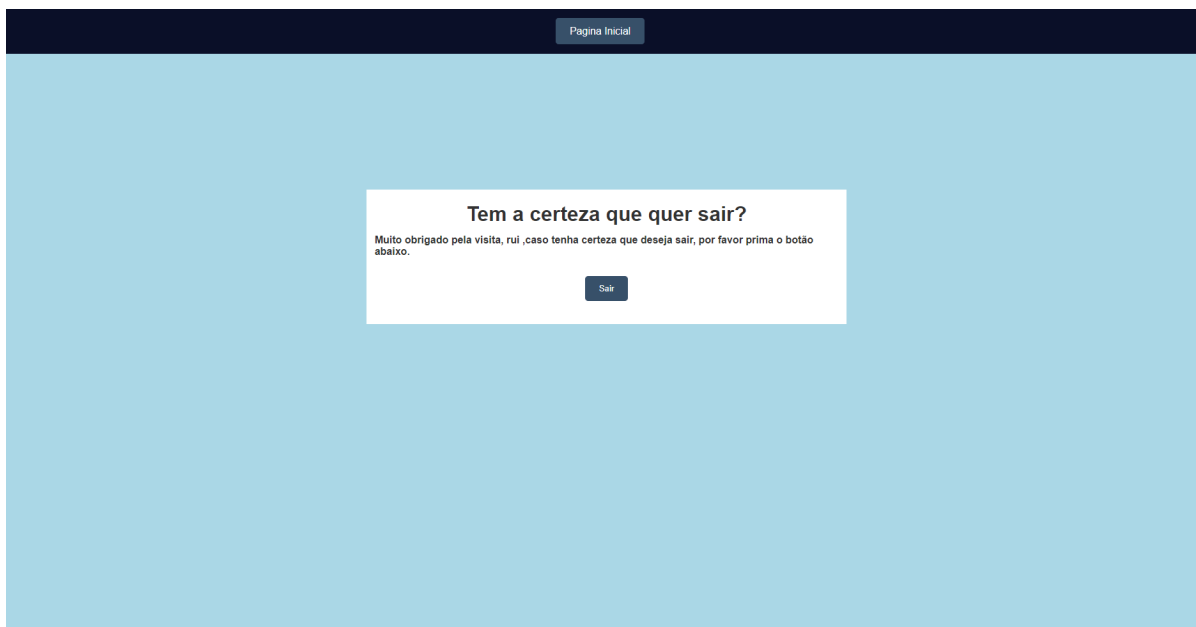 Pagina Inicial
Tem a certeza que quer sair?
Muito obrigado pela visita, rui ,caso tenha certeza que deseja sair, por favor prima o botão
abaixo.
Sair